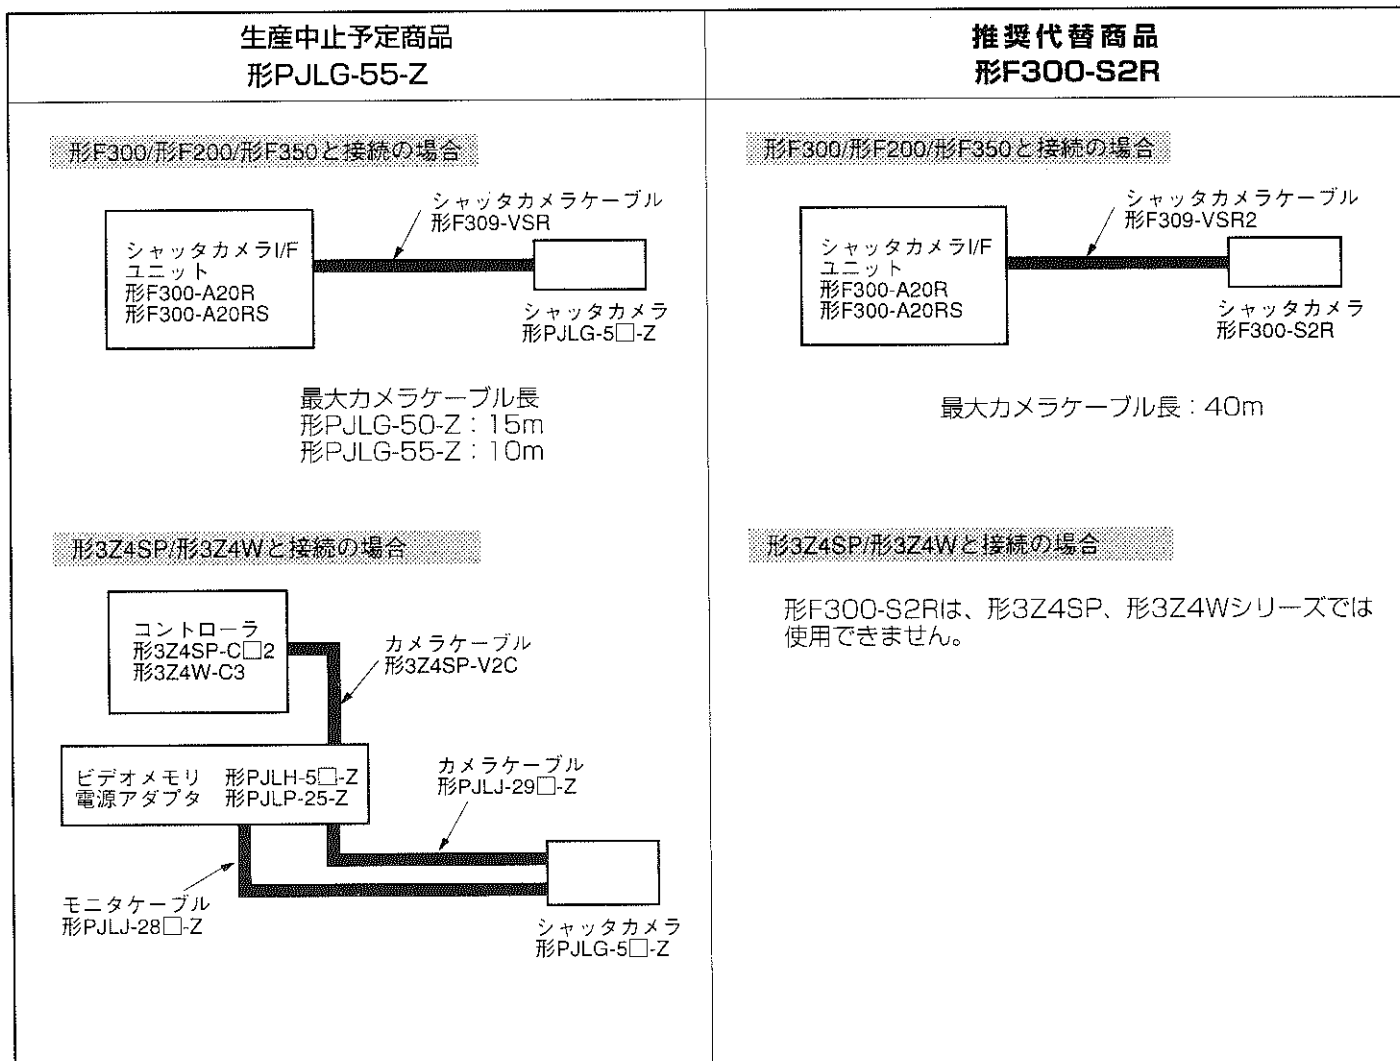 生産中止予定商品
形PJLG-55-Z
形F300/形F200/形F350と接続の場合
シャッタカメラケーブル
形F309-VSR
シャッタカメラI/F
ユニット
形F300-A20R
形F300-A20RS
シャッタカメラ
形PJLG-5□-Z
最大カメラケーブル長
形PJLG-50-Z：15m
形PJLG-55-Z：10m
形3Z4SP/形3Z4Wと接続の場合
コントローラ
形3Z4SP-C□2
形3Z4W-C3
カメラケーブル
形3Z4SP-V2C
ビデオメモリ 形PJLH-5□-Z
電源アダプタ 形PJLP-25-Z
カメラケーブル
形PJLJ-29□-Z
モニタケーブル
形PJLJ-28□-Z
シャッタカメラ
形PJLG-5□-Z
推奨代替商品
形F300-S2R
形F300/形F200/形F350と接続の場合
シャッタカメラケーブル
形F309-VSR2
シャッタカメラI/F
ユニット
形F300-A20R
形F300-A20RS
シャッタカメラ
形F300-S2R
最大カメラケーブル長：40m
形3Z4SP/形3Z4Wと接続の場合
形F300-S2Rは、形3Z4SP、形3Z4Wシリーズでは
使用できません。